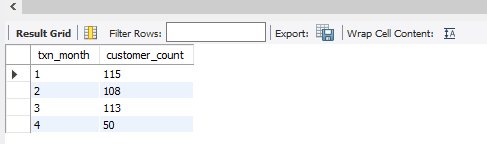 Result Grid Filter Rows: Export: Wrap Cell Content:
txn_month customer_count
1 115
2 108
3 113
4 50